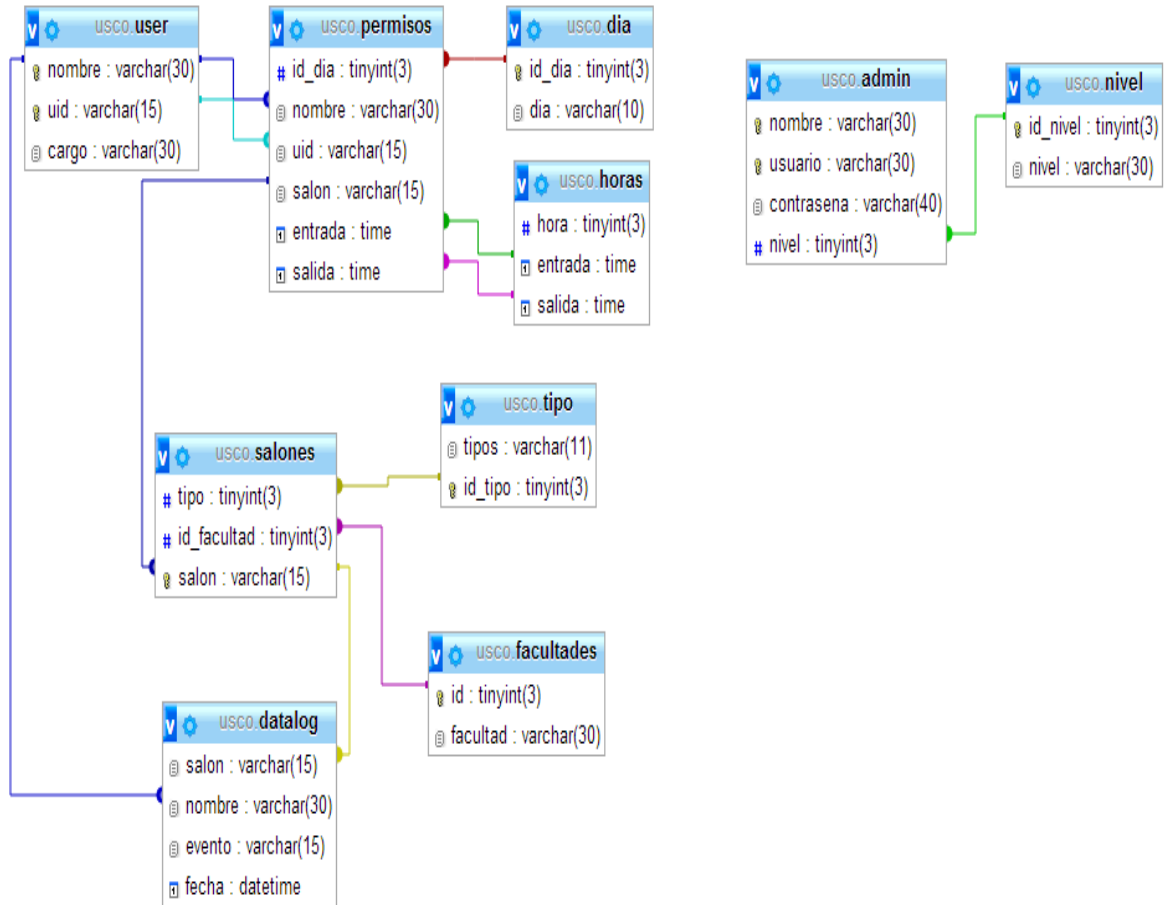 usco.user
nombre : varchar(30)
uid : varchar(15)
cargo : varchar(30)
usco.permisos
id_dia : tinyint(3)
nombre : varchar(30)
uid : varchar(15)
salon : varchar(15)
entrada : time
salida : time
usco.dia
id_dia : tinyint(3)
dia : varchar(10)
usco.horas
hora : tinyint(3)
entrada : time
salida : time
usco.admin
nombre : varchar(30)
usuario : varchar(30)
contrasena : varchar(40)
nivel : tinyint(3)
usco.nivel
id_nivel : tinyint(3)
nivel : varchar(30)
usco.tipo
tipos : varchar(11)
id_tipo : tinyint(3)
usco.salones
tipo : tinyint(3)
id_facultad : tinyint(3)
salon : varchar(15)
usco.facultades
id : tinyint(3)
facultad : varchar(30)
usco.datalog
salon : varchar(15)
nombre : varchar(30)
evento : varchar(15)
fecha : datetime